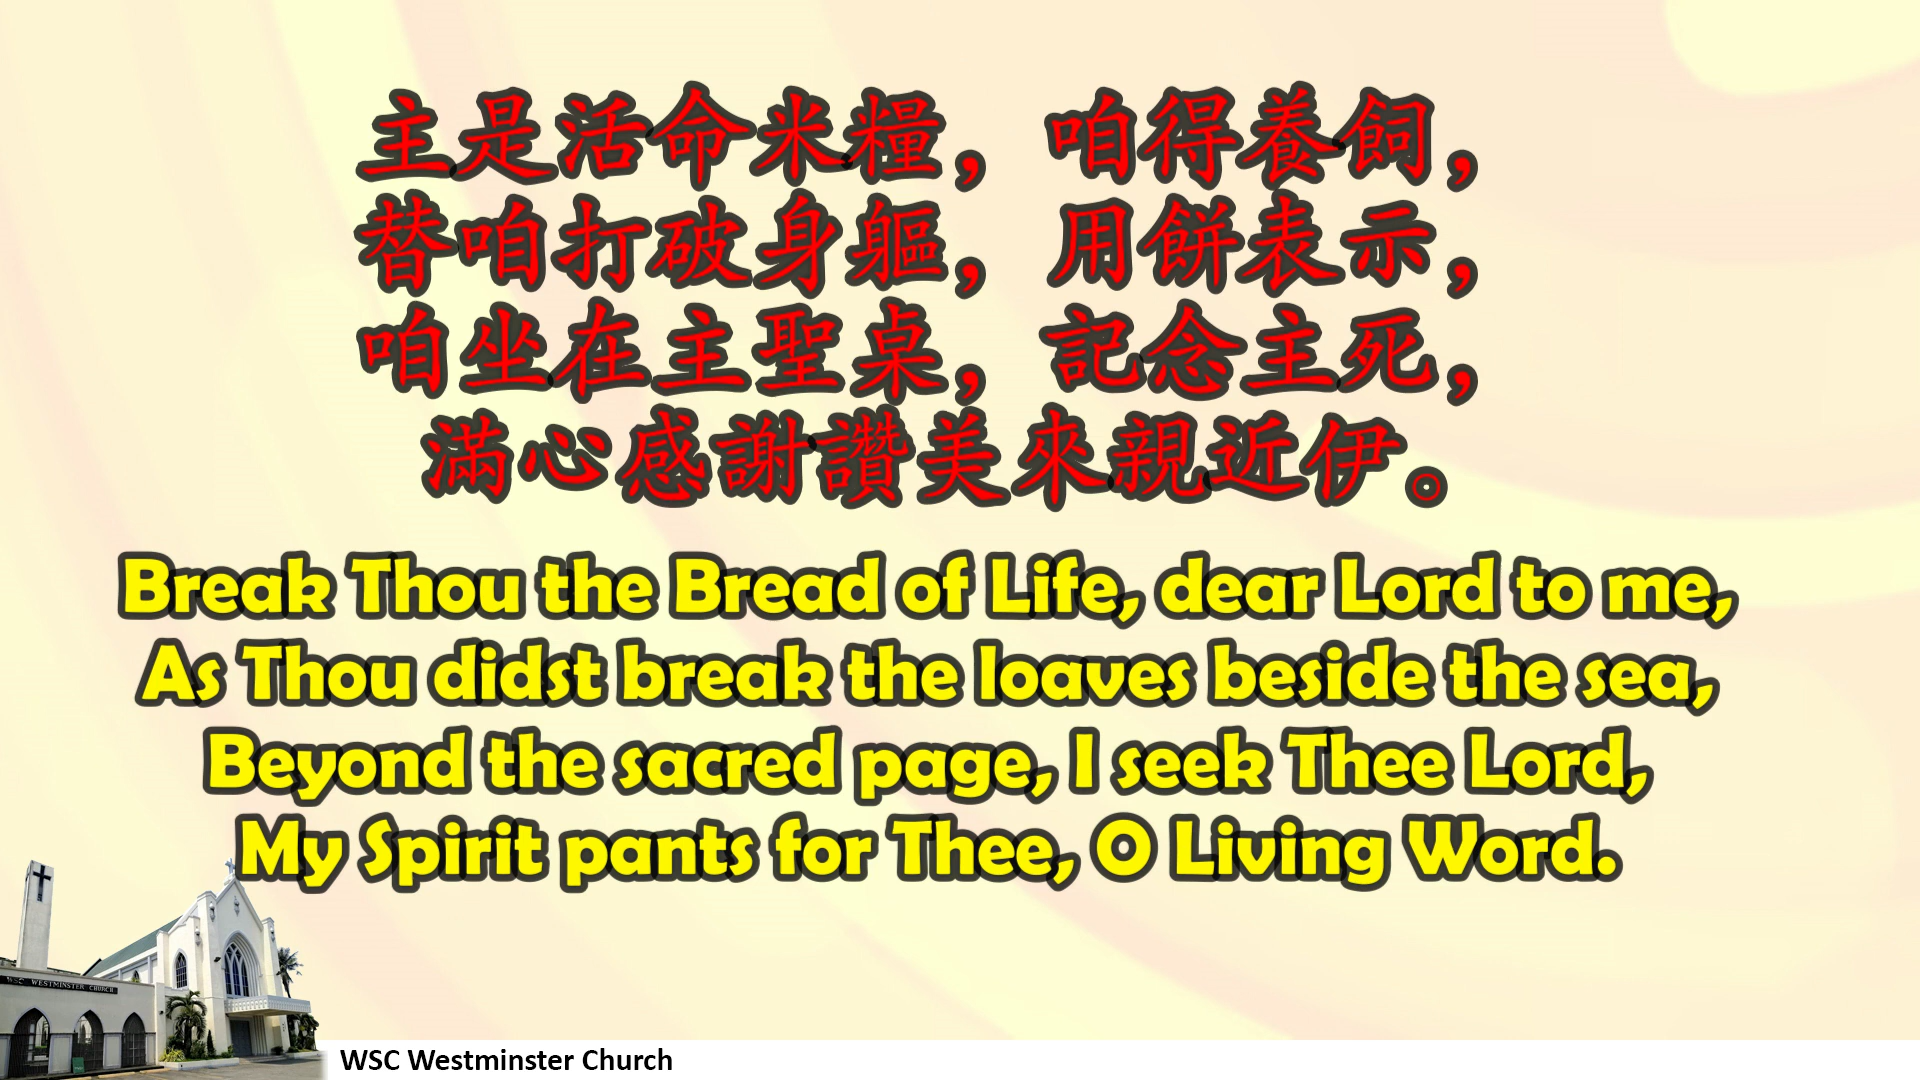 主是活命米糧，咱得養飼，
替咱打破身軀，用餅表示，
咱坐在主聖桌，記念主死，
滿心感謝讚美來親近伊。
Break Thou the Bread of Life, dear Lord to me,
As Thou didst break the loaves beside the sea,
Beyond the sacred page, I seek Thee Lord,
My Spirit pants for Thee, O Living Word.
WSC WESTMINSTER CHURCH
WSC Westminster Church